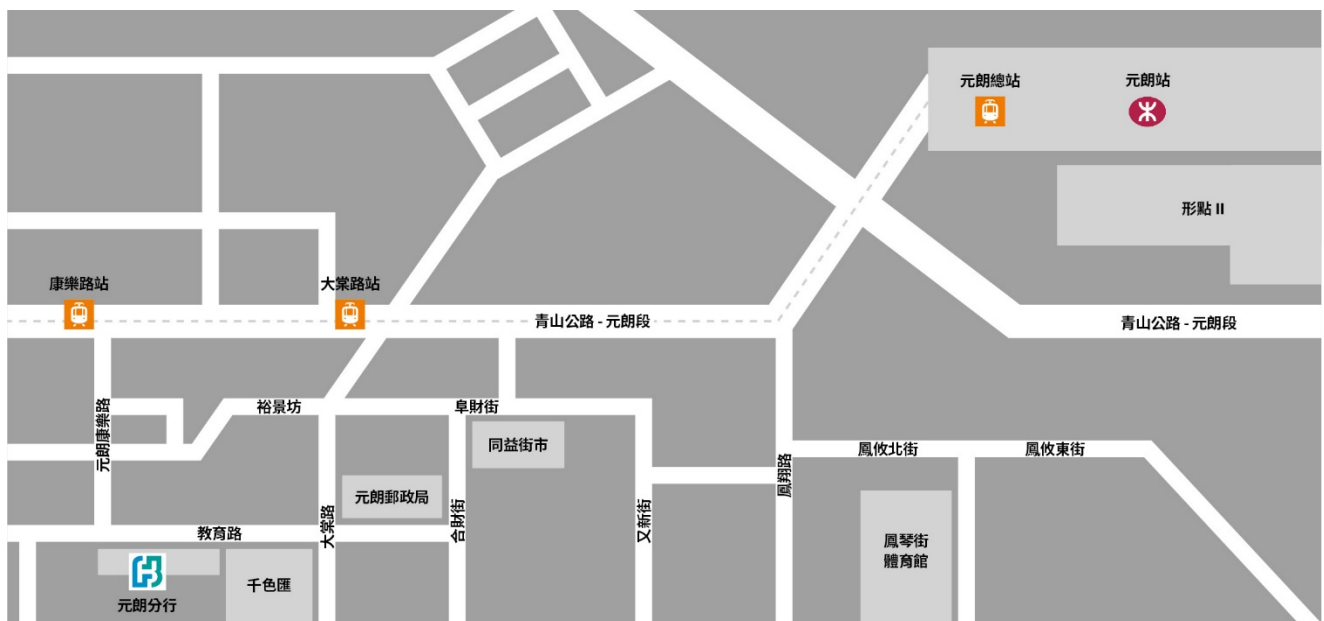 元朗總站
元朗站
形點 II
康樂路站
大棠路站
青山公路 - 元朗段
青山公路 - 元朗段
裕景坊
阜財街
元朗康樂路
同益街市
鳳攸北街
鳳攸東街
鳳翔路
元朗郵政局
大棠路
合財街
又新街
教育路
鳳琴街
體育館
千色匯
元朗分行